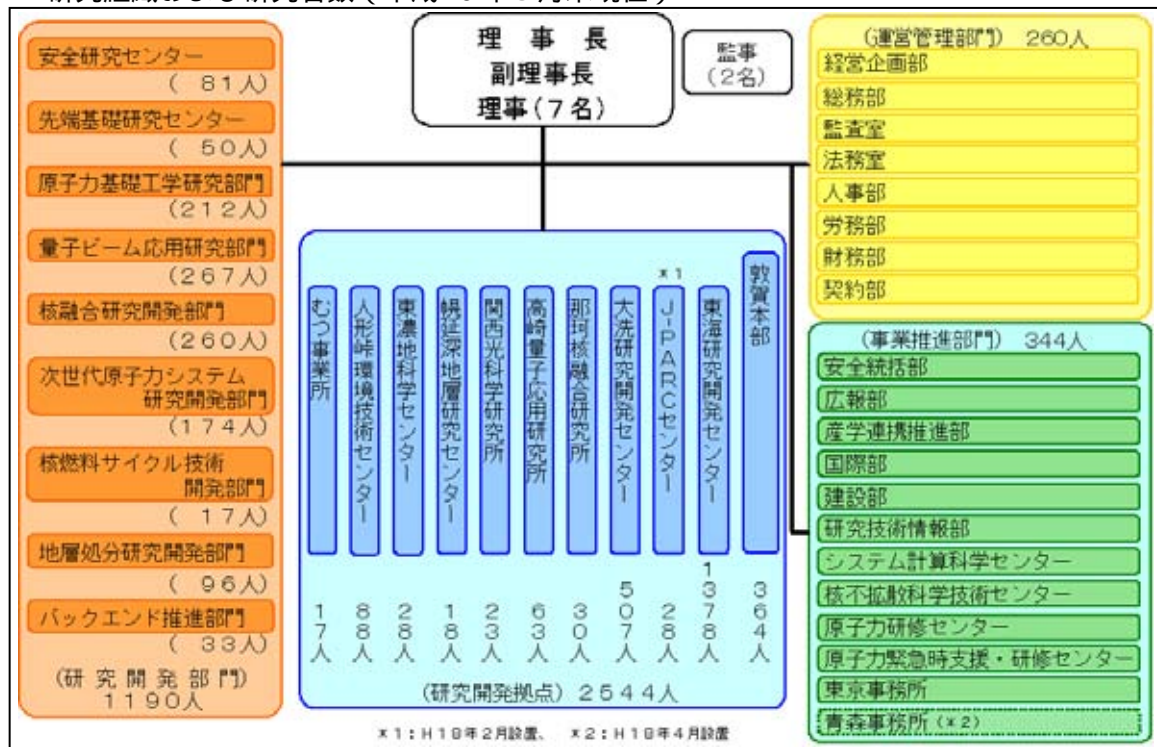 理 事 長
副理事長
理事(7名)
監事
(2名)
安全研究センター
( 81人)
先端基礎研究センター
( 50人)
原子力基礎工学研究部門
(212人)
量子ビーム応用研究部門
(267人)
核融合研究開発部門
(260人)
次世代原子力システム
研究開発部門
(174人)
核燃料サイクル技術
開発部門
( 17人)
地層処分研究開発部門
( 96人)
バックエンド推進部門
( 33人)
(研 究 開 発 部 門)
1190人
むつ事業所
17人
人形峠環境技術センター
88人
東濃地科学センター
28人
幌延深地層研究センター
18人
関西光科学研究所
23人
高崎量子応用研究所
63人
那珂核融合研究所
30人
大洗研究開発センター
507人
*1
J-PARCセンター
28人
東海研究開発センター
1378人
敦賀本部
364人
(研究開発拠点) 2544人
(運営管理部門) 260人
経営企画部
総務部
監査室
法務室
人事部
労務部
財務部
契約部
(事業推進部門) 344人
安全統括部
広報部
産学連携推進部
国際部
建設部
研究技術情報部
システム計算科学センター
核不拡散科学技術センター
原子力研修センター
原子力緊急時支援・研修センター
東京事務所
青森事務所(*2)
*1:H18年2月設置、 *2:H18年4月設置